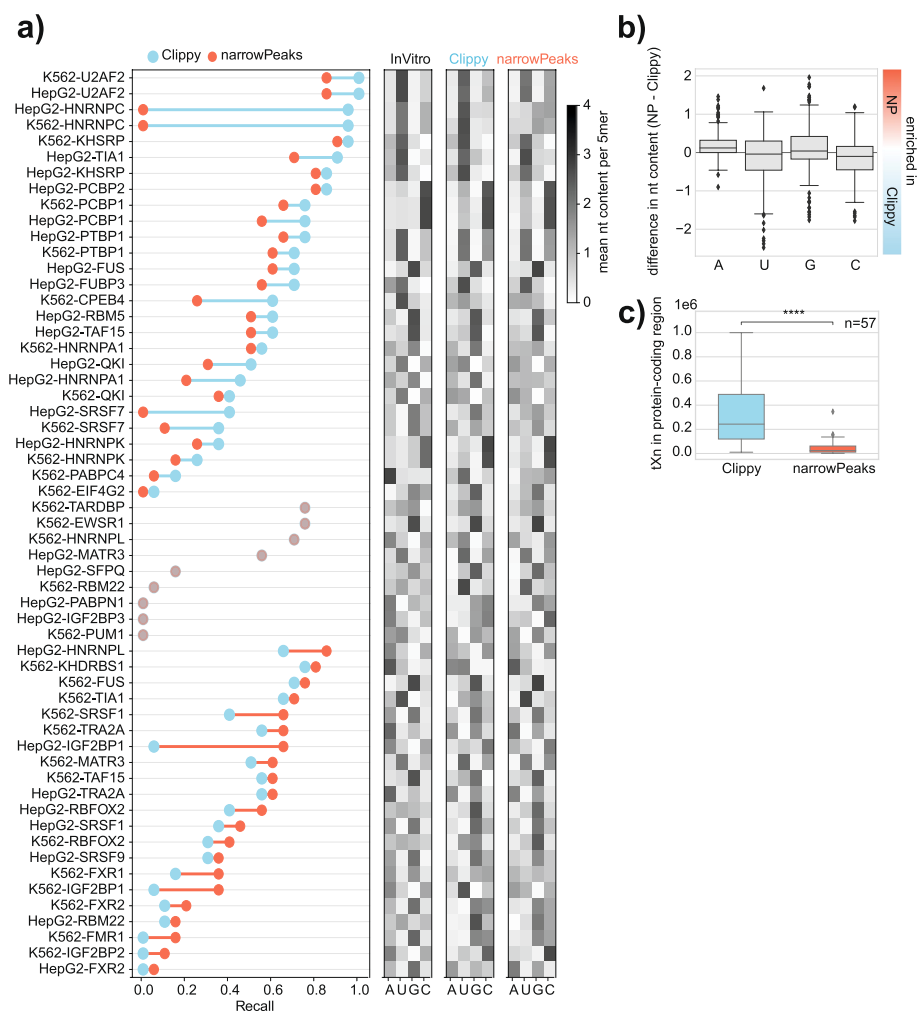 a)
Clippy narrowPeaks
InVitro Clippy narrowPeaks
K562-U2AF2
HepG2-U2AF2
HepG2-HNRNPC
K562-HNRNPC
K562-KHSRP
HepG2-TIA1
HepG2-KHSRP
HepG2-PCBP2
K562-PCBP1
HepG2-PCBP1
HepG2-PTBP1
K562-PTBP1
HepG2-FUS
HepG2-FUBP3
K562-CPEB4
HepG2-RBM5
HepG2-TAF15
K562-HNRNPA1
HepG2-QKI
HepG2-HNRNPA1
K562-QKI
HepG2-SRSF7
K562-SRSF7
HepG2-HNRNPK
K562-HNRNPK
K562-PABPC4
K562-EIF4G2
K562-TARDBP
K562-EWSR1
K562-HNRNPL
HepG2-MATR3
HepG2-SFPQ
K562-RBM22
HepG2-PABPN1
HepG2-IGF2BP3
K562-PUM1
HepG2-HNRNPL
K562-KHDRBS1
K562-FUS
K562-TIA1
K562-SRSF1
K562-TRA2A
HepG2-IGF2BP1
K562-MATR3
K562-TAF15
HepG2-TRA2A
HepG2-RBFOX2
HepG2-SRSF1
K562-RBFOX2
HepG2-SRSF9
K562-FXR1
K562-IGF2BP1
K562-FXR2
HepG2-RBM22
K562-FMR1
K562-IGF2BP2
HepG2-FXR2
0.0 0.2 0.4 0.6 0.8 1.0
Recall
A U G C
A U G C
A U G C
4
3
2
1
0
mean nt content per 5mer
b)
difference in nt content (NP - Clippy)
2
1
0
−1
−2
A U G C
NP
Clippy
enriched in
c)
1e6
tXn in protein-coding region
1.0
0.8
0.6
0.4
0.2
0.0
****
n=57
Clippy narrowPeaks